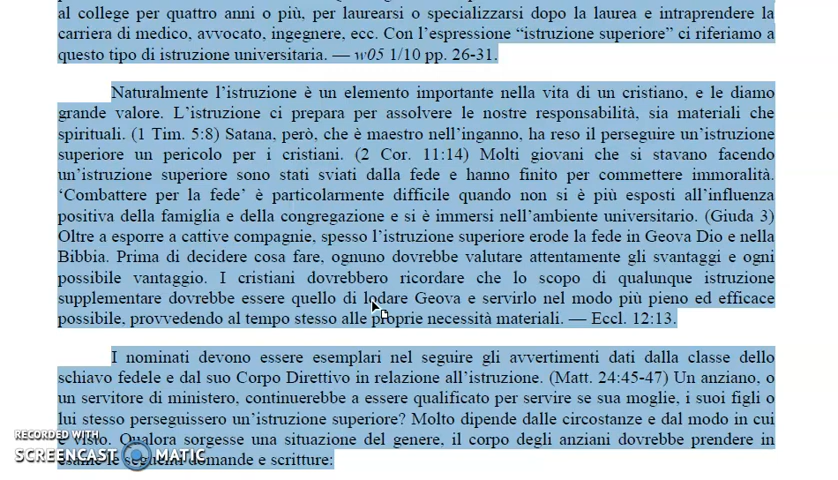 al college per quattro anni o più, per laurearsi o specializzarsi dopo la laurea e intraprendere la
carriera di medico, avvocato, ingegnere, ecc. Con l'espressione “istruzione superiore” ci riferiamo a
questo tipo di istruzione universitaria. — w05 1/10 pp. 26-31.
Naturalmente l'istruzione è un elemento importante nella vita di un cristiano, e le diamo
grande valore. L'istruzione ci prepara per assolvere le nostre responsabilità, sia materiali che
spirituali. (1 Tim. 5:8) Satana, però, che è maestro nell'inganno, ha reso il perseguire un'istruzione
superiore un pericolo per i cristiani. (2 Cor. 11:14) Molti giovani che si stavano facendo
un'istruzione superiore sono stati sviati dalla fede e hanno finito per commettere immoralità.
‘Combattere per la fede’ è particolarmente difficile quando non si è più esposti all'influenza
positiva della famiglia e della congregazione e si è immersi nell'ambiente universitario. (Giuda 3)
Oltre a esporre a cattive compagnie, spesso l'istruzione superiore erode la fede in Geova Dio e nella
Bibbia. Prima di decidere cosa fare, ognuno dovrebbe valutare attentamente gli svantaggi e ogni
possibile vantaggio. I cristiani dovrebbero ricordare che lo scopo di qualunque istruzione
supplementare dovrebbe essere quello di lodare Geova e servirlo nel modo più pieno ed efficace
possibile, provvedendo al tempo stesso alle proprie necessità materiali. — Eccl. 12:13.
I nominati devono essere esemplari nel seguire gli avvertimenti dati dalla classe dello
schiavo fedele e dal suo Corpo Direttivo in relazione all'istruzione. (Matt. 24:45-47) Un anziano, o
un servitore di ministero, continuerebbe a essere qualificato per servire se sua moglie, i suoi figli o
lui stesso perseguissero un'istruzione superiore? Molto dipende dalle circostanze e dal modo in cui
è visto. Qualora sorgesse una situazione del genere, il corpo degli anziani dovrebbe prendere in
esame le seguenti domande e scritture:
RECORDED WITH
SCREENCAST MATIC